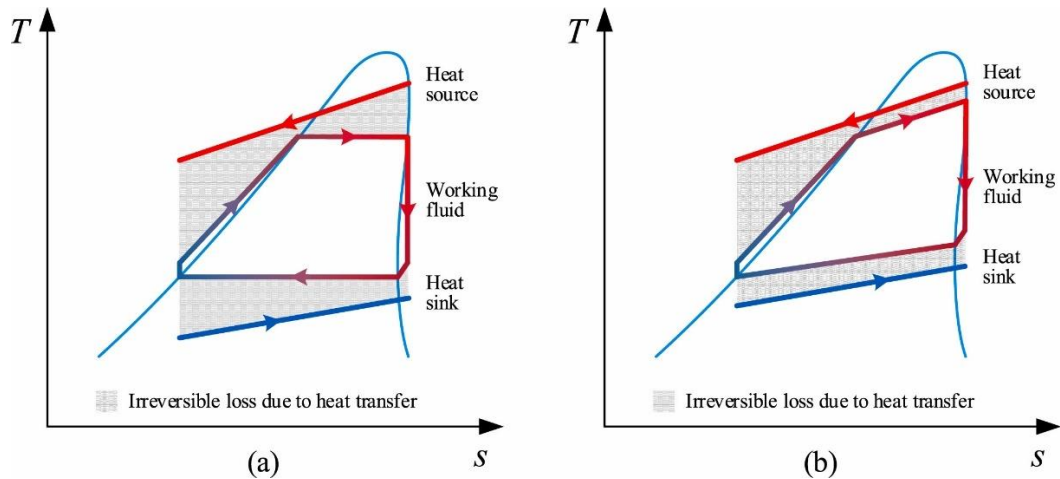 T
Heat
source
Working
fluid
Heat
sink
Irreversible loss due to heat transfer
s
(a)
T
Heat
source
Working
fluid
Heat
sink
Irreversible loss due to heat transfer
s
(b)